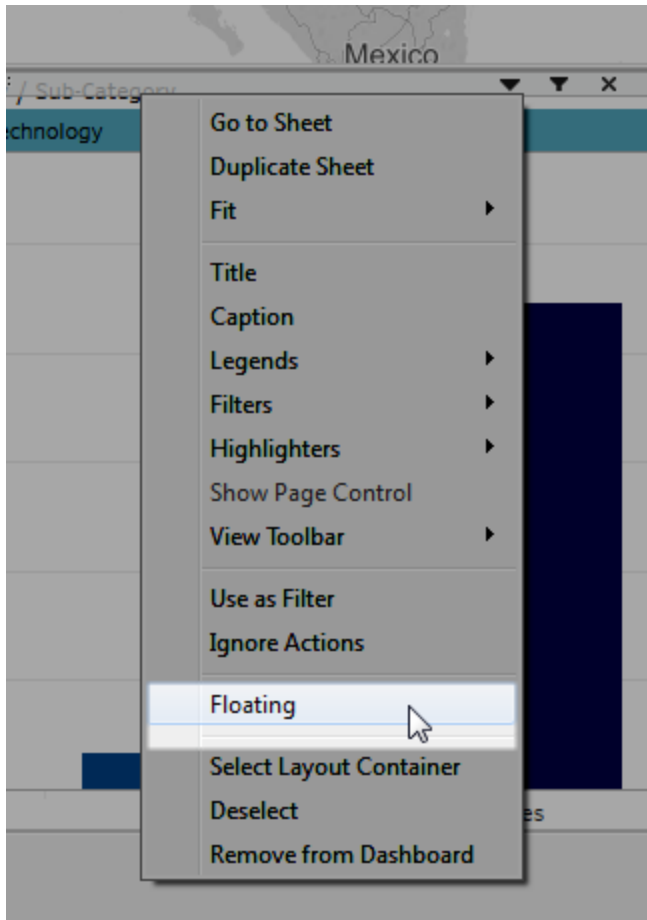 Mexico
/ Sub-Category
echnology
Go to Sheet
Duplicate Sheet
Fit
Title
Caption
Legends
Filters
Highlighters
Show Page Control
View Toolbar
Use as Filter
Ignore Actions
Floating
Select Layout Container
Deselect
es
Remove from Dashboard